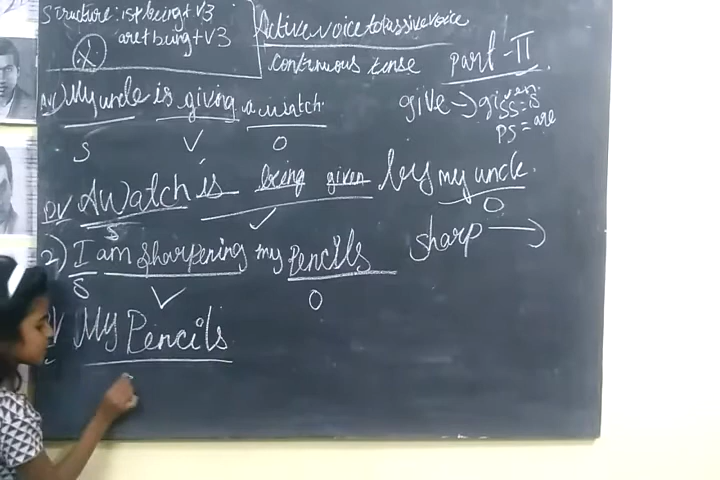 Structure: ist being + V3
are + being + V3
Active voice to Passive voice
continuous tense
part-II
AV) My uncle is giving a watch.
S V O
give → given
SS = is
PS = are
PV A watch is being given by my uncle.
S V O
2) I am sharpening my pencils
S V O
sharp →
My Pencils